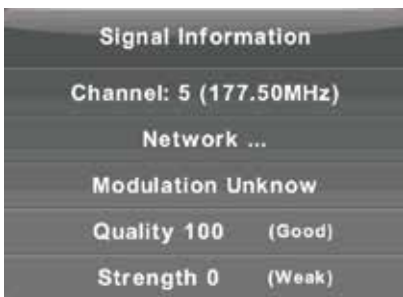 Signal Information
Channel: 5 (177.50MHz)
Network ...
Modulation Unknow
Quality 100 (Good)
Strength 0 (Weak)